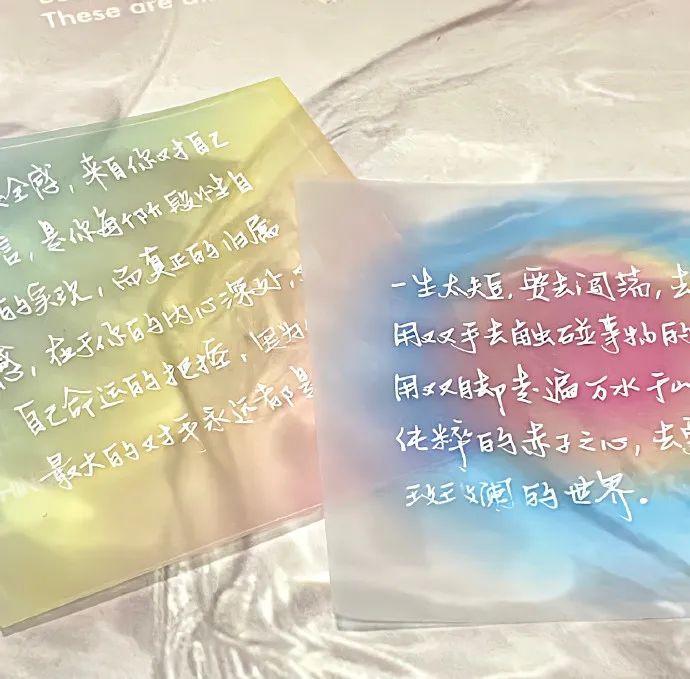 These are
全感，来自你对自己
言，是你每个阶段性目
的实现，而真正的归属
感，在于你的内心深处，
自己命运的把握，因为
最大的对手永远都是
一生太短，要去闯荡，去
用双手去触碰事物的
用双脚走遍万水千山
纯粹的赤子之心，去
斑斓的世界。